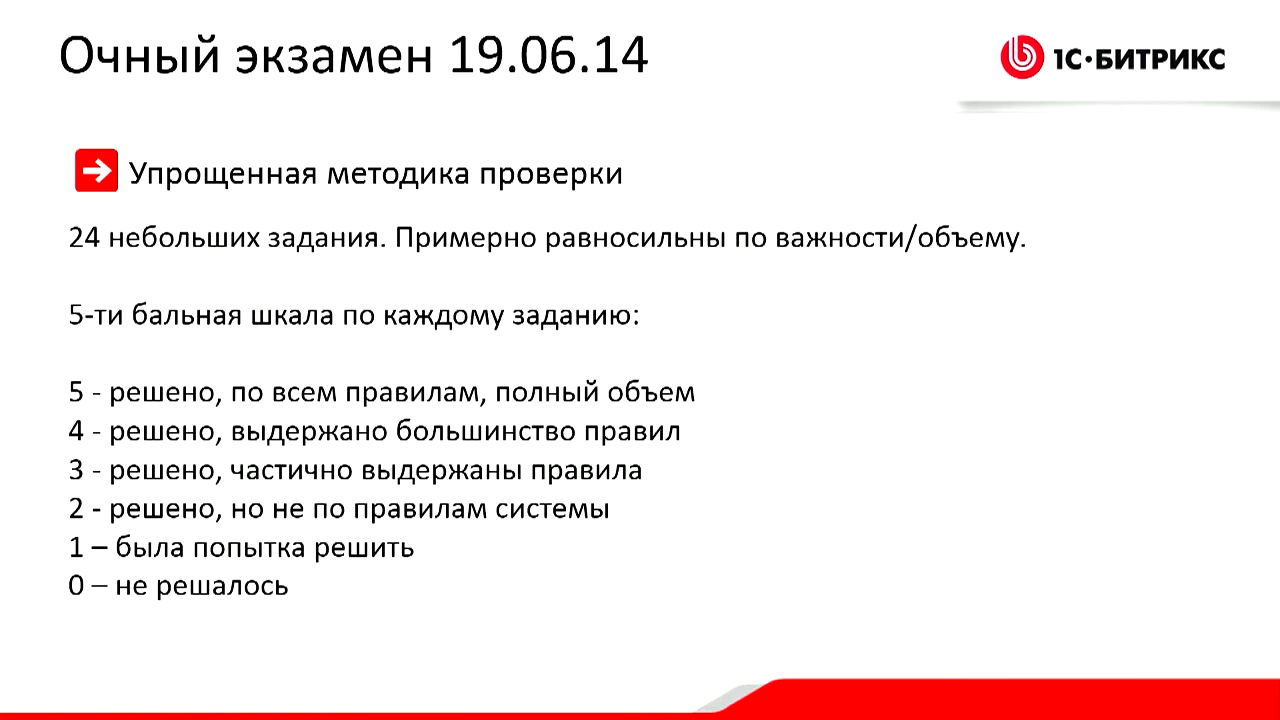 Очный экзамен 19.06.14
1С·БИТРИКС
Упрощенная методика проверки
24 небольших задания. Примерно равносильны по важности/объему.
5-ти бальная шкала по каждому заданию:
5 - решено, по всем правилам, полный объем
4 - решено, выдержано большинство правил
3 - решено, частично выдержаны правила
2 - решено, но не по правилам системы
1 – была попытка решить
0 – не решалось